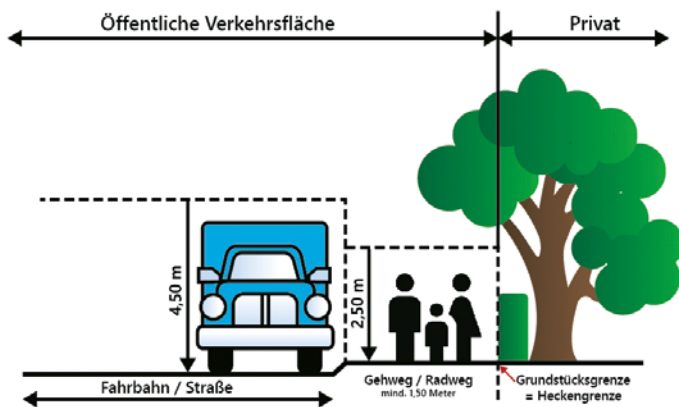 Öffentliche Verkehrsfläche
Privat
4,50 m
2,50 m
Fahrbahn / Straße
Gehweg / Radweg
mind. 1,50 Meter
Grundstücksgrenze
= Heckengrenze